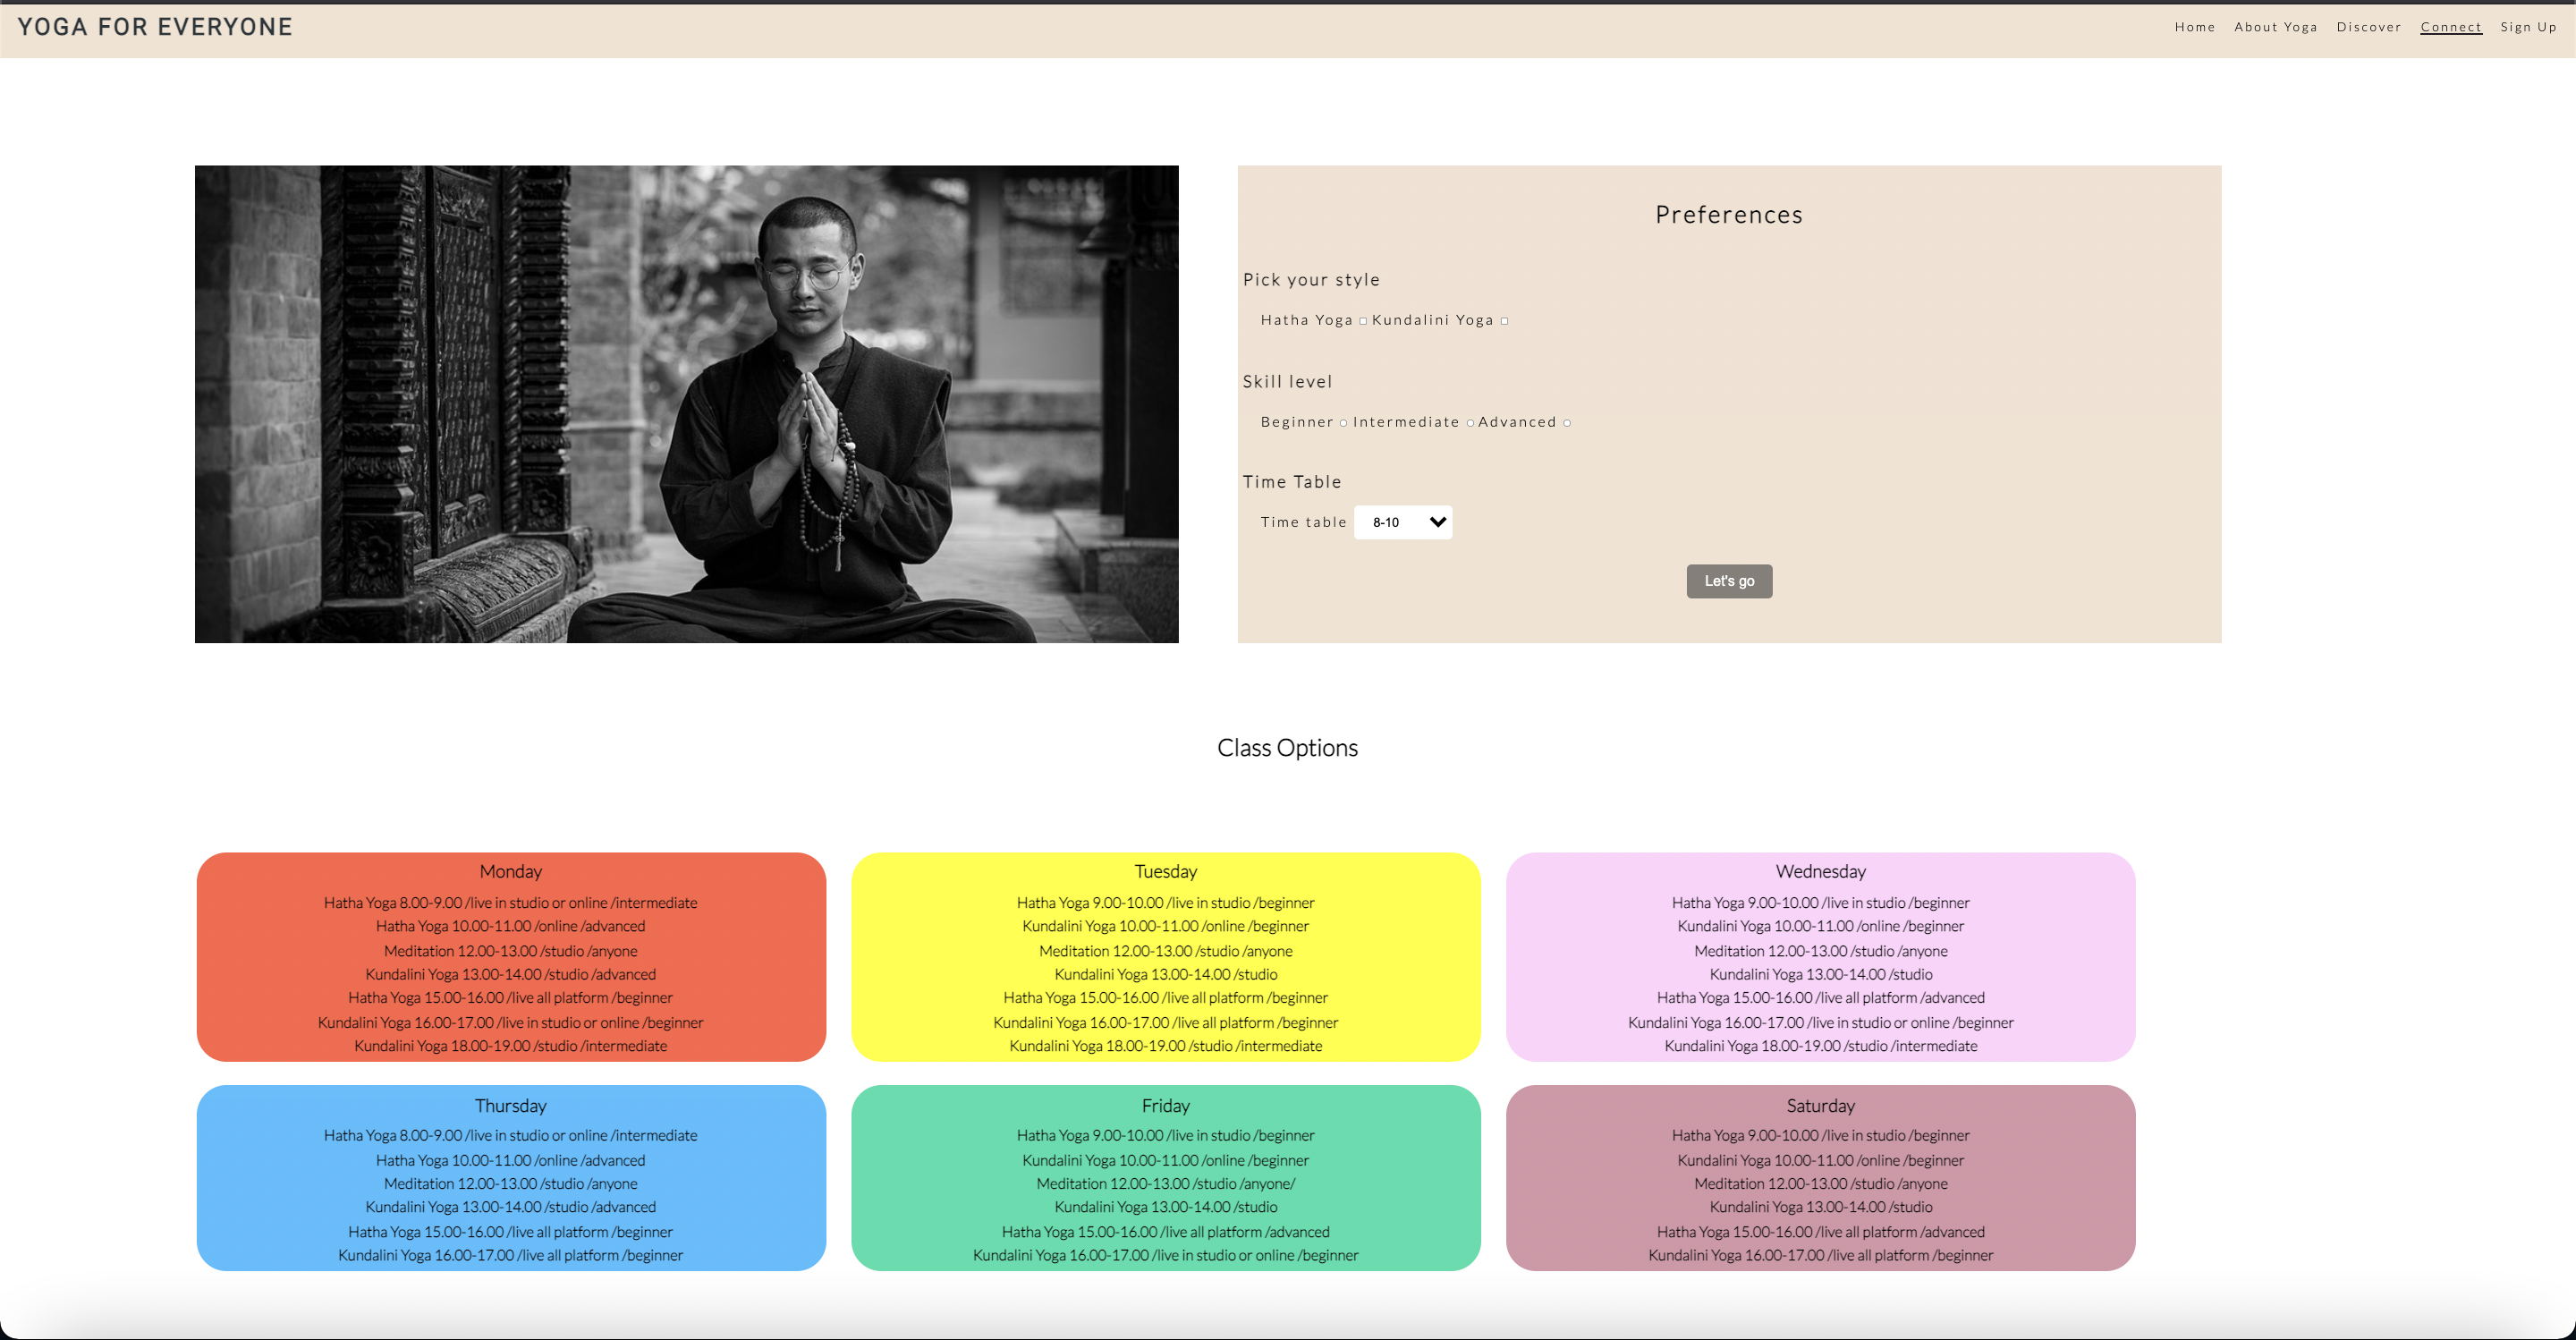 YOGA FOR EVERYONE
Home About Yoga Discover Connect Sign Up
Preferences
Pick your style
Hatha Yoga Kundalini Yoga
Skill level
Beginner Intermediate Advanced
Time Table
Time table 8-10
Let's go
Class Options
Monday
Hatha Yoga 8.00-9.00 /live in studio or online /intermediate
Hatha Yoga 10.00-11.00 /online /advanced
Meditation 12.00-13.00 /studio /anyone
Kundalini Yoga 13.00-14.00 /studio /advanced
Hatha Yoga 15.00-16.00 /live all platform /beginner
Kundalini Yoga 16.00-17.00 /live in studio or online /beginner
Kundalini Yoga 18.00-19.00 /studio /intermediate
Tuesday
Hatha Yoga 9.00-10.00 /live in studio /beginner
Kundalini Yoga 10.00-11.00 /online /beginner
Meditation 12.00-13.00 /studio /anyone
Kundalini Yoga 13.00-14.00 /studio
Hatha Yoga 15.00-16.00 /live all platform /beginner
Kundalini Yoga 16.00-17.00 /live all platform /beginner
Kundalini Yoga 18.00-19.00 /studio /intermediate
Wednesday
Hatha Yoga 9.00-10.00 /live in studio /beginner
Kundalini Yoga 10.00-11.00 /online /beginner
Meditation 12.00-13.00 /studio /anyone
Kundalini Yoga 13.00-14.00 /studio
Hatha Yoga 15.00-16.00 /live all platform /advanced
Kundalini Yoga 16.00-17.00 /live in studio or online /beginner
Kundalini Yoga 18.00-19.00 /studio /intermediate
Thursday
Hatha Yoga 8.00-9.00 /live in studio or online /intermediate
Hatha Yoga 10.00-11.00 /online /advanced
Meditation 12.00-13.00 /studio /anyone
Kundalini Yoga 13.00-14.00 /studio /advanced
Hatha Yoga 15.00-16.00 /live all platform /beginner
Kundalini Yoga 16.00-17.00 /live all platform /beginner
Friday
Hatha Yoga 9.00-10.00 /live in studio /beginner
Kundalini Yoga 10.00-11.00 /online /beginner
Meditation 12.00-13.00 /studio /anyone/
Kundalini Yoga 13.00-14.00 /studio
Hatha Yoga 15.00-16.00 /live all platform /advanced
Kundalini Yoga 16.00-17.00 /live in studio or online /beginner
Saturday
Hatha Yoga 9.00-10.00 /live in studio /beginner
Kundalini Yoga 10.00-11.00 /online /beginner
Meditation 12.00-13.00 /studio /anyone
Kundalini Yoga 13.00-14.00 /studio
Hatha Yoga 15.00-16.00 /live all platform /advanced
Kundalini Yoga 16.00-17.00 /live all platform /beginner